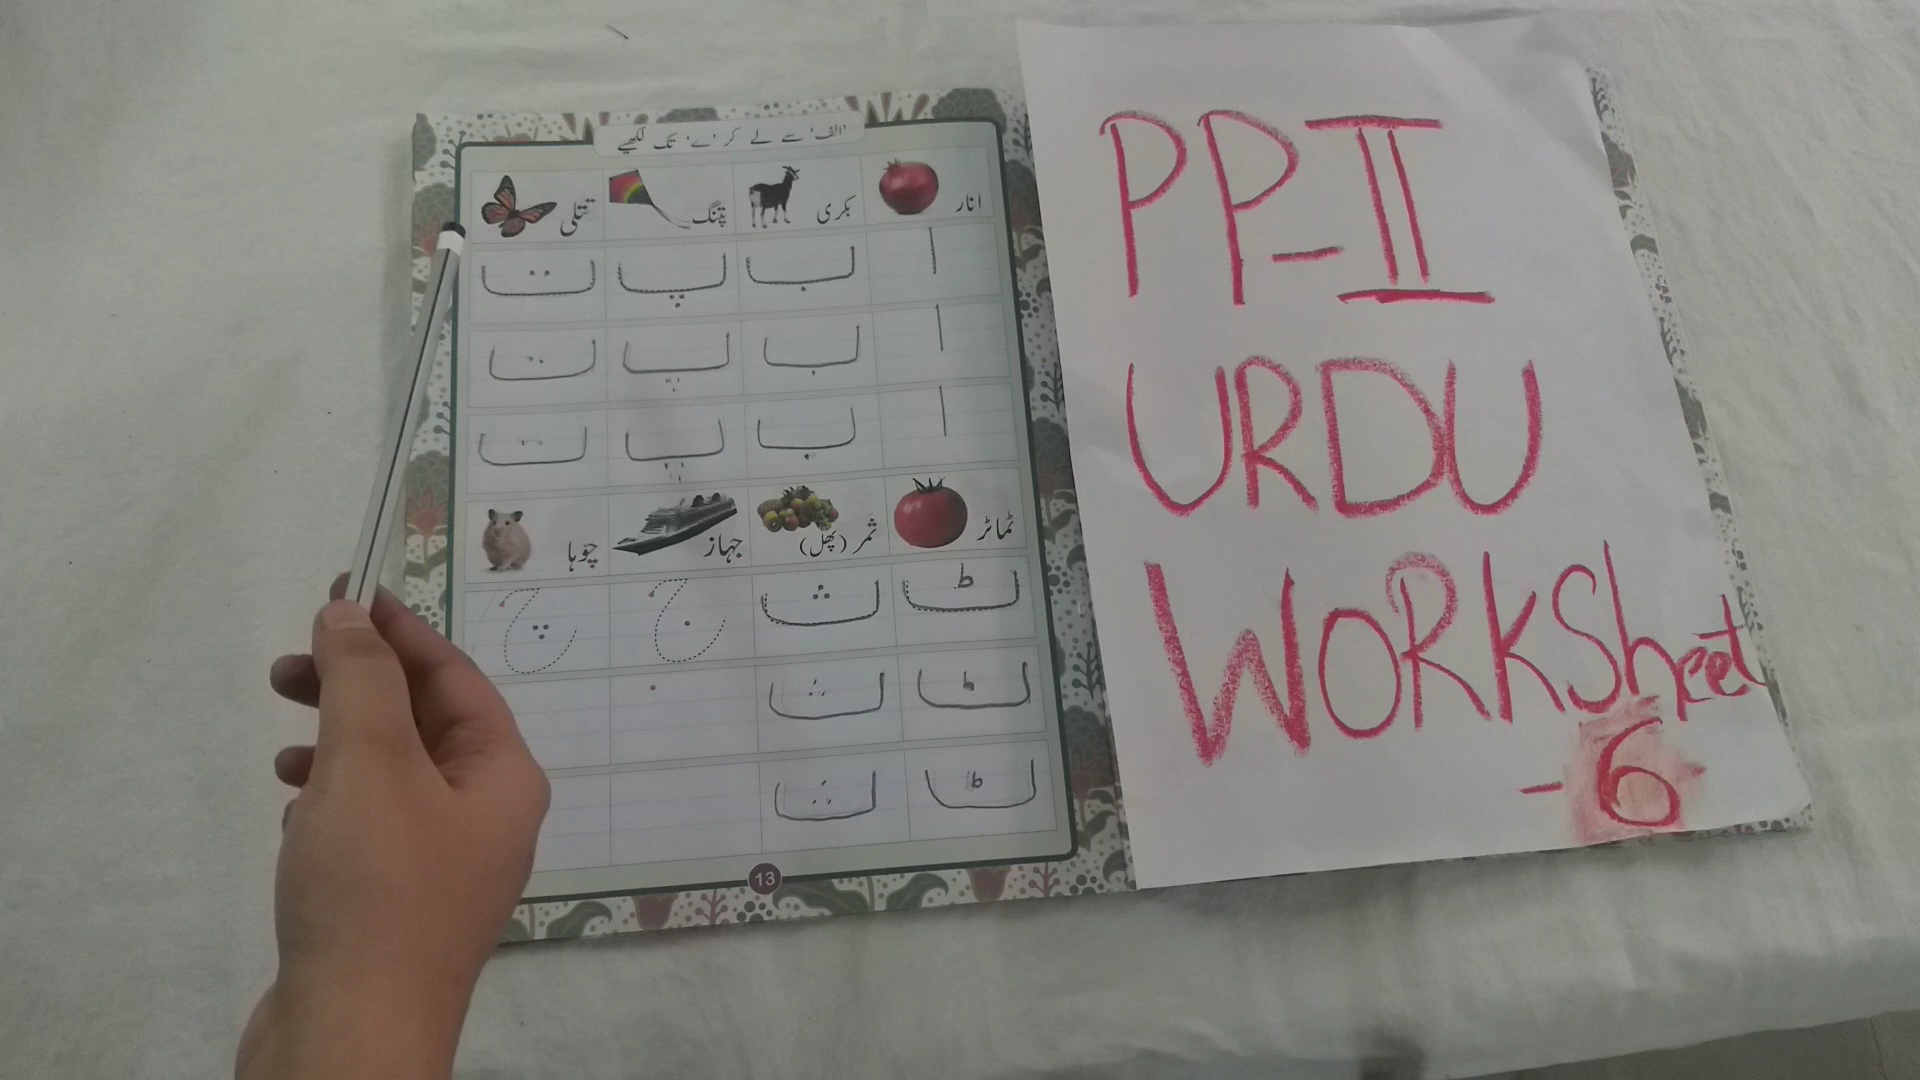 'الف' سے لے کر 'ے' تک لکھیے
انار بکری پتنگ تتلی
ا ب پ ت
ا ب پ ت
ا ب پ ت
ٹماٹر ثمر (پھل) جہاز چوہا
ٹ ث ج چ
ٹ ث
ٹ ث
13
PP-II
URDU
WORKSheet
-6